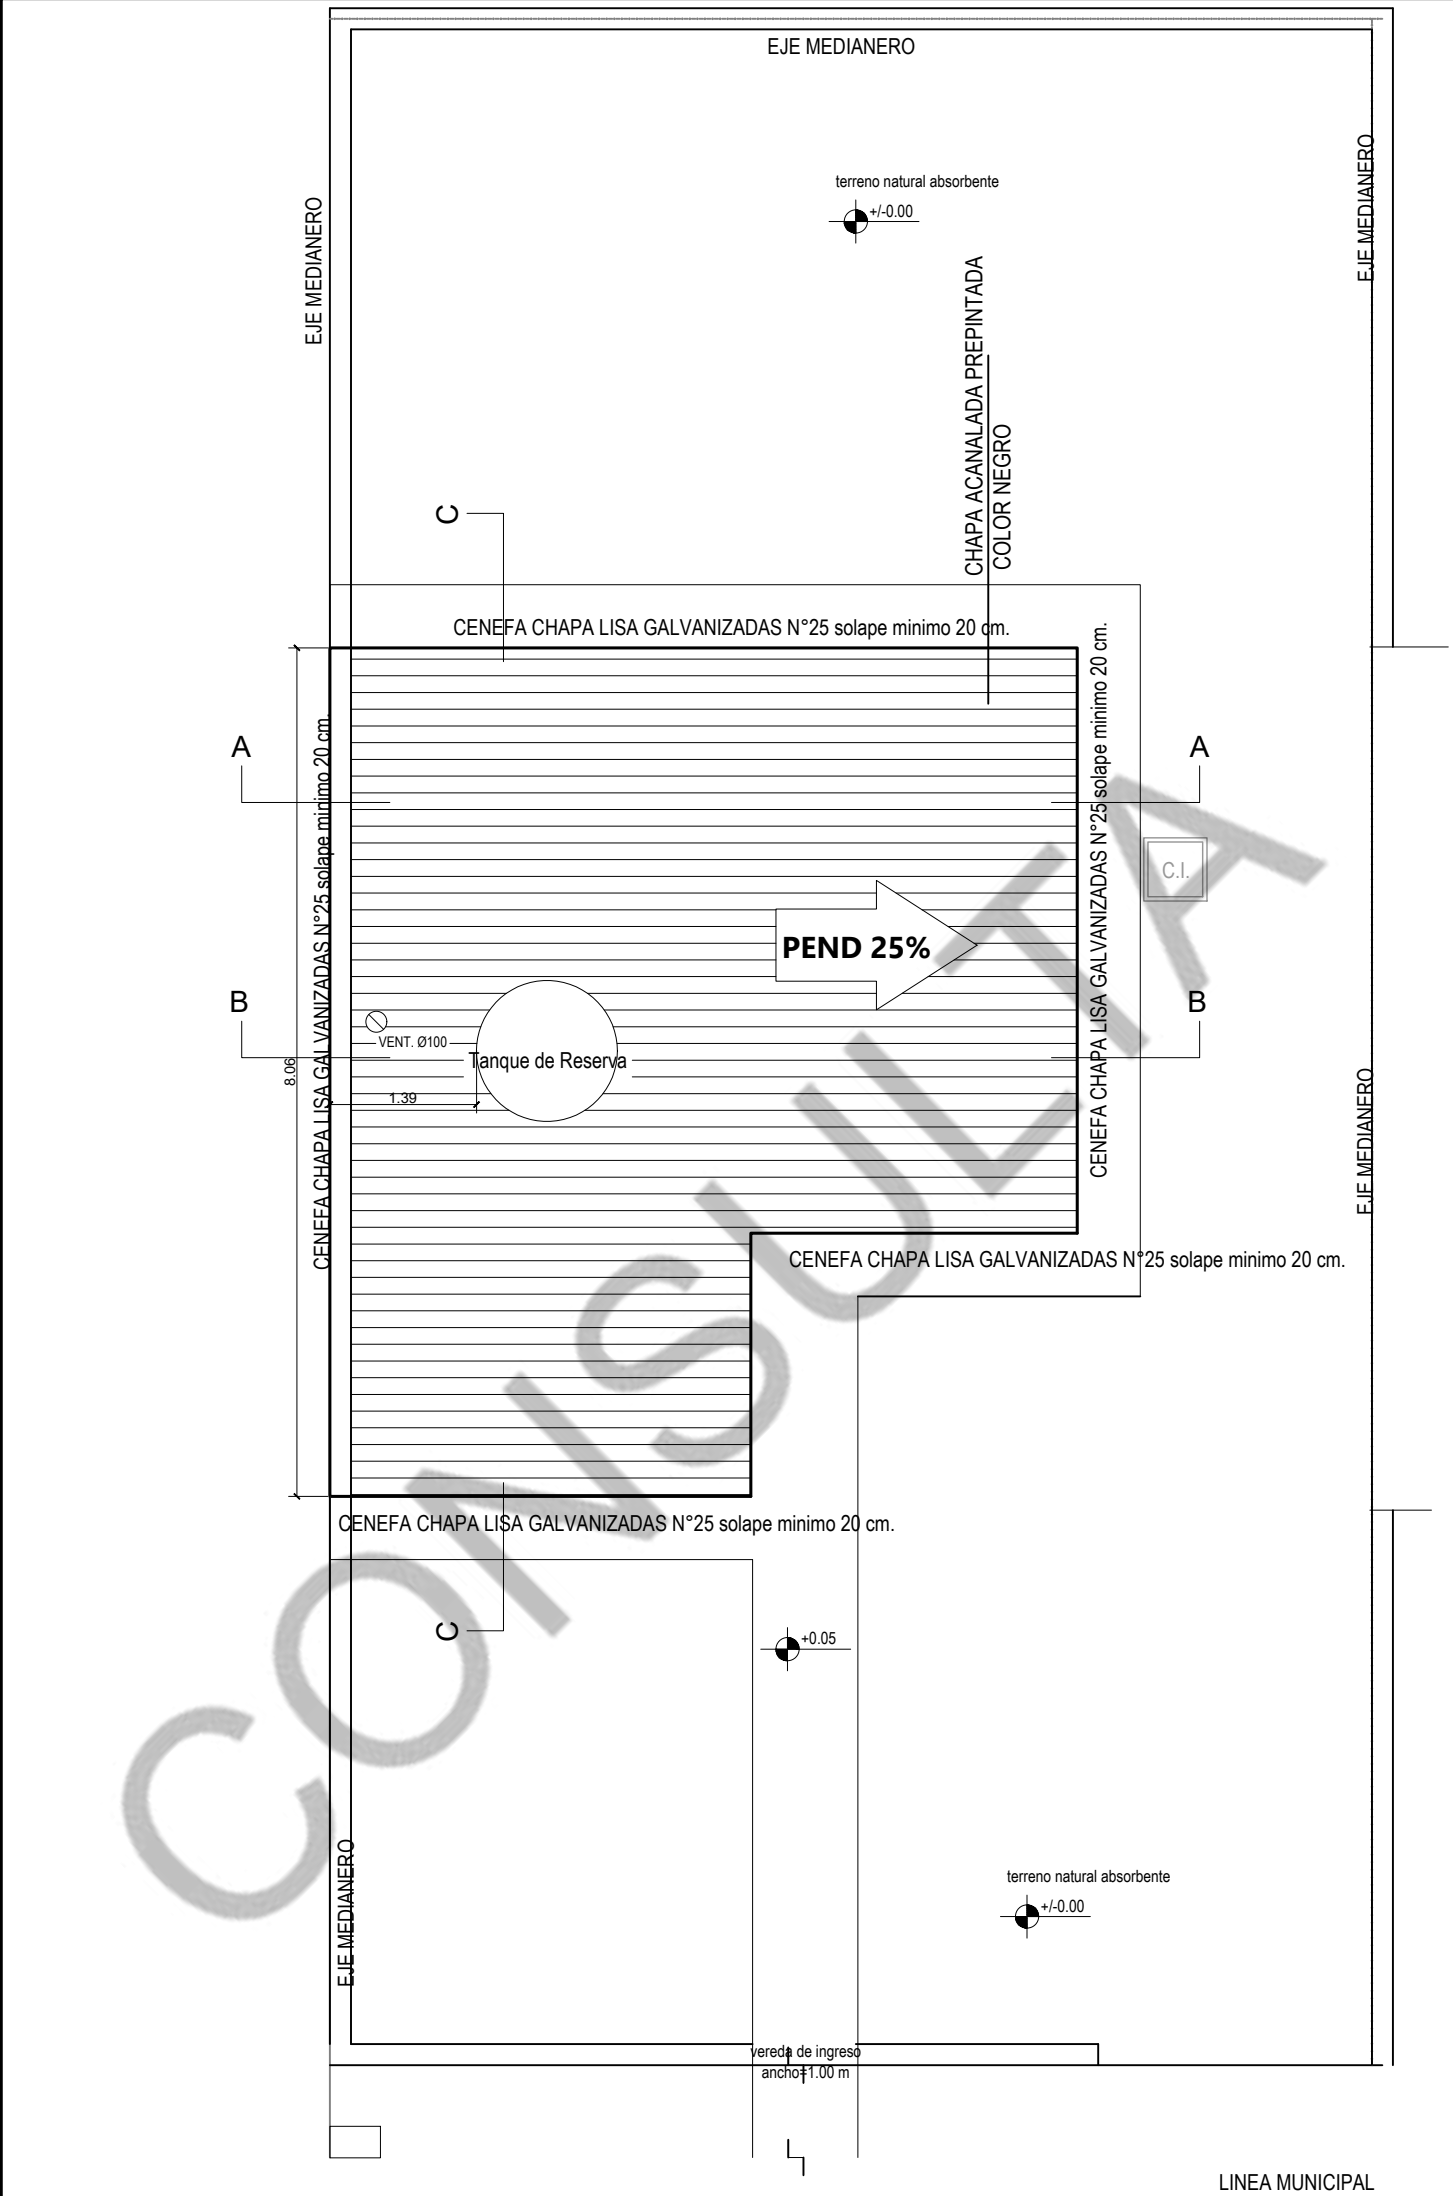 EJE MEDIANERO
EJE MEDIANERO
EJE MEDIANERO
terreno natural absorbente
+/-0.00
CHAPA ACANALADA PREPINTADA
COLOR NEGRO
C
CENEFA CHAPA LISA GALVANIZADAS N°25 solape minimo 20 cm.
CENEFA CHAPA LISA GALVANIZADAS N°25 solape minimo 20 cm.
CENEFA CHAPA LISA GALVANIZADAS N°25 solape minimo 20 cm.
A
A
C.I.
PEND 25%
B
B
VENT. Ø100
Tanque de Reserva
8.06
1.39
EJE MEDIANERO
CENEFA CHAPA LISA GALVANIZADAS N°25 solape minimo 20 cm.
CENEFA CHAPA LISA GALVANIZADAS N°25 solape minimo 20 cm.
C
+0.05
CONSULTA
EJE MEDIANERO
terreno natural absorbente
+/-0.00
vereda de ingreso
ancho=1.00 m
LINEA MUNICIPAL